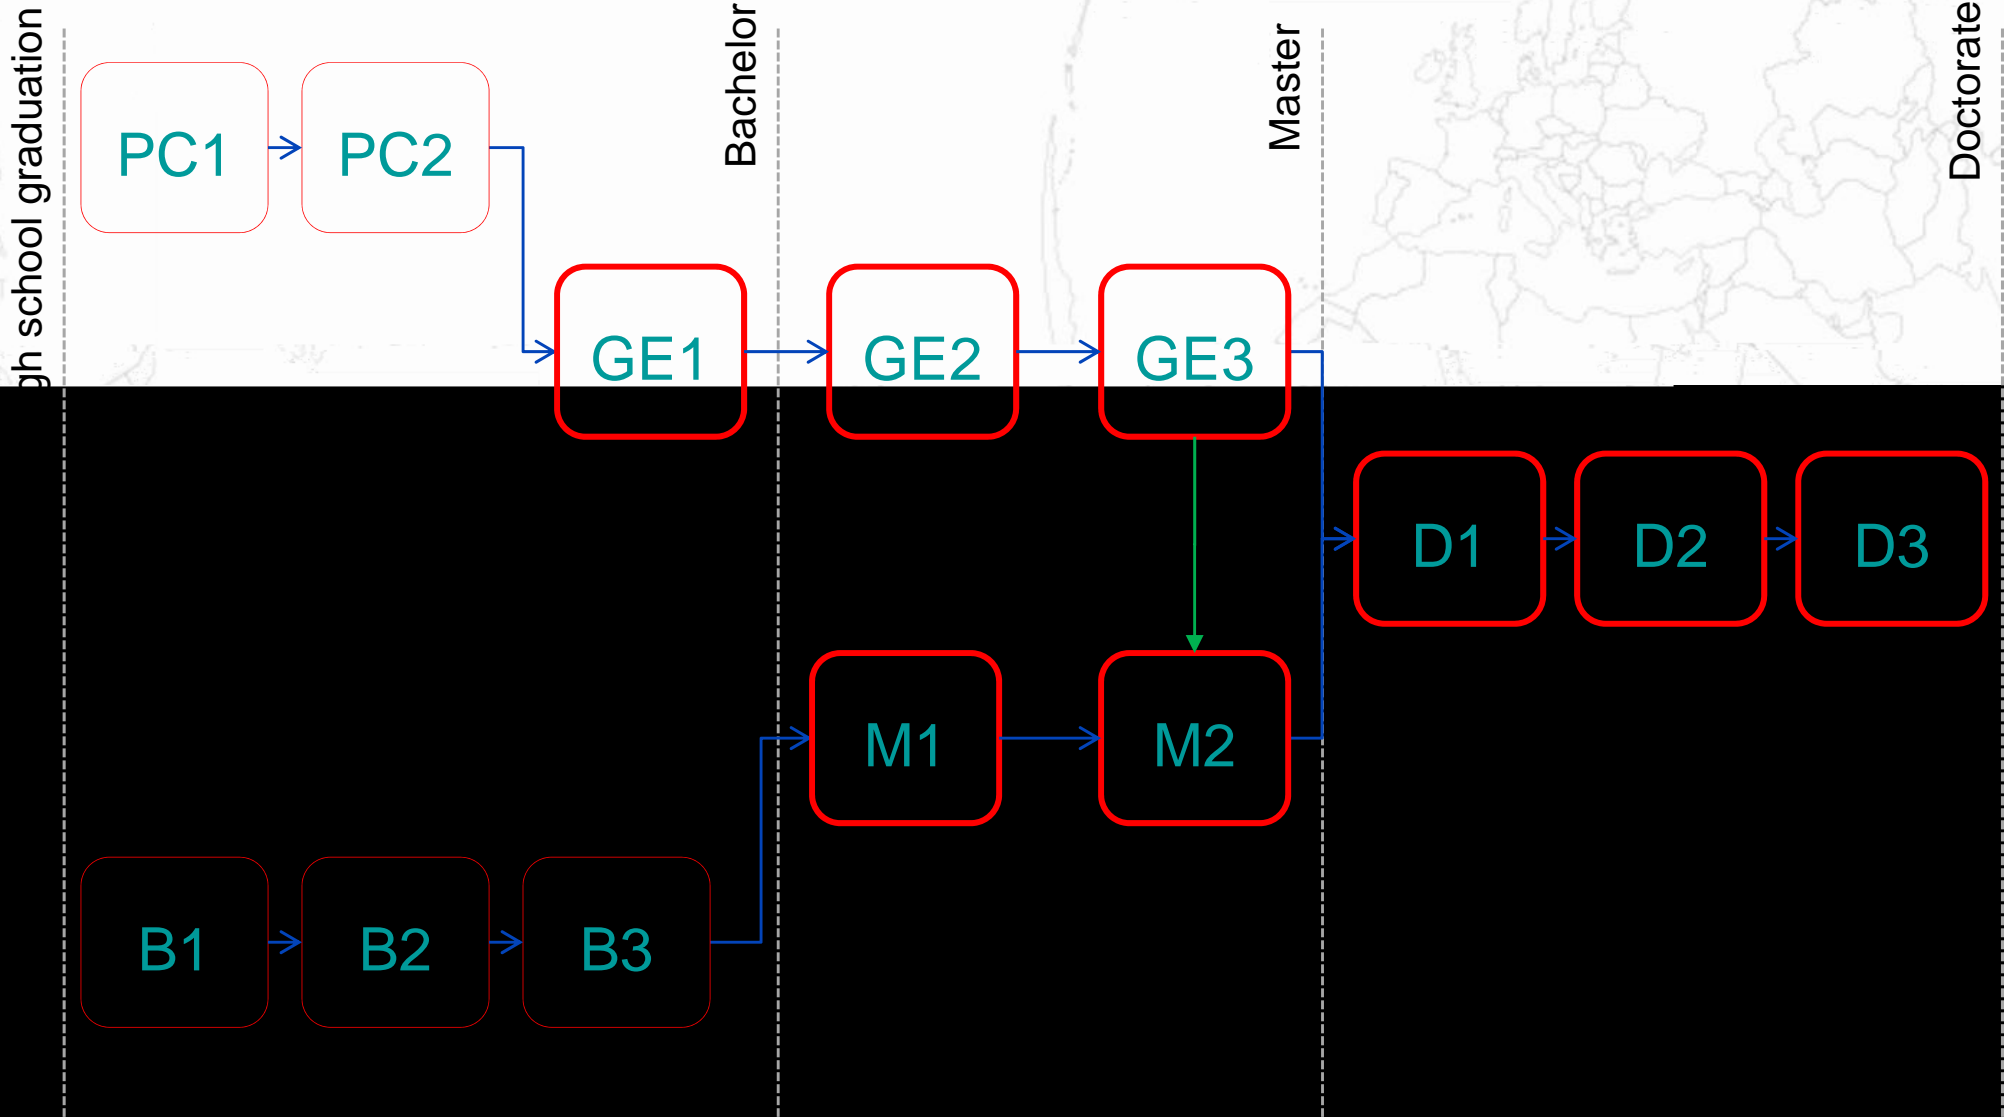 gh school graduation
Bachelor
Master
Doctorate
PC1
PC2
GE1
GE2
GE3
D1
D2
D3
M1
M2
B1
B2
B3